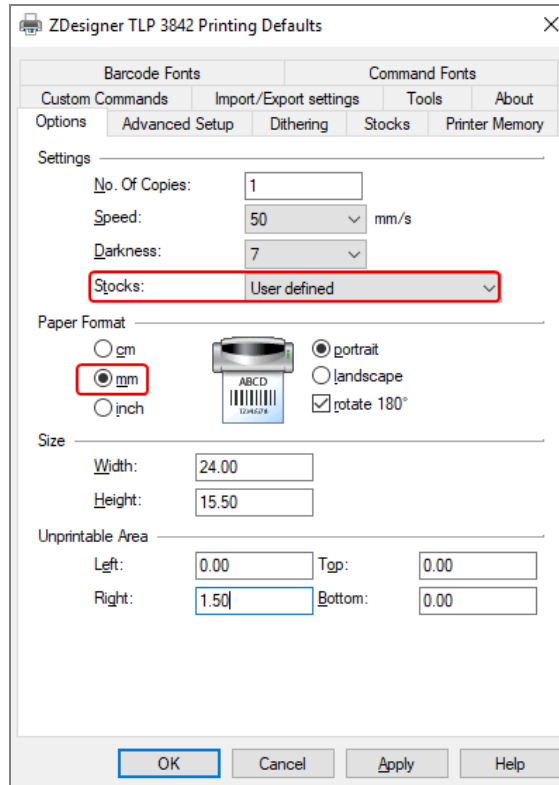 ZDesigner TLP 3842 Printing Defaults
Barcode Fonts Command Fonts
Custom Commands Import/Export settings Tools About
Options Advanced Setup Dithering Stocks Printer Memory
Settings
No. Of Copies: 1
Speed: 50 mm/s
Darkness: 7
Stocks: User defined
Paper Format
cm
mm
inch
ABCD
12345678
portrait
landscape
rotate 180°
Size
Width: 24.00
Height: 15.50
Unprintable Area
Left: 0.00 Top: 0.00
Right: 1.50 Bottom: 0.00
OK Cancel Apply Help